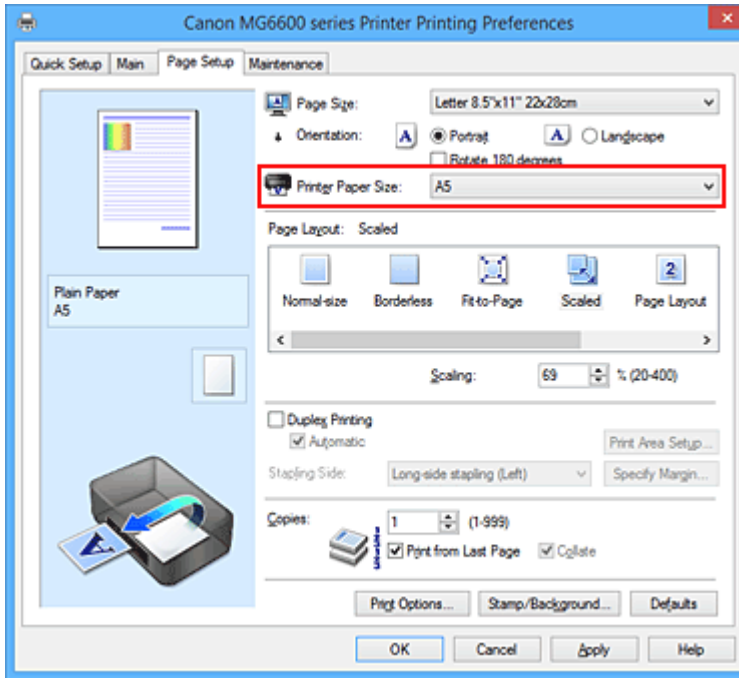 Canon MG6600 series Printer Printing Preferences
Quick Setup Main Page Setup Maintenance
Page Size: Letter 8.5"x11" 22x28cm
Orientation: A Portrait A Landscape
Rotate 180 degrees
Printer Paper Size: A5
Page Layout: Scaled
Normal-size Borderless Fit-to-Page Scaled 2 Page Layout
Plain Paper
A5
Scaling: 69 % (20-400)
Duplex Printing
Automatic Print Area Setup...
Stapling Side: Long-side stapling (Left) Specify Margin...
Copies: 1 (1-999)
Print from Last Page Collate
A
Print Options... Stamp/Background... Defaults
OK Cancel Apply Help